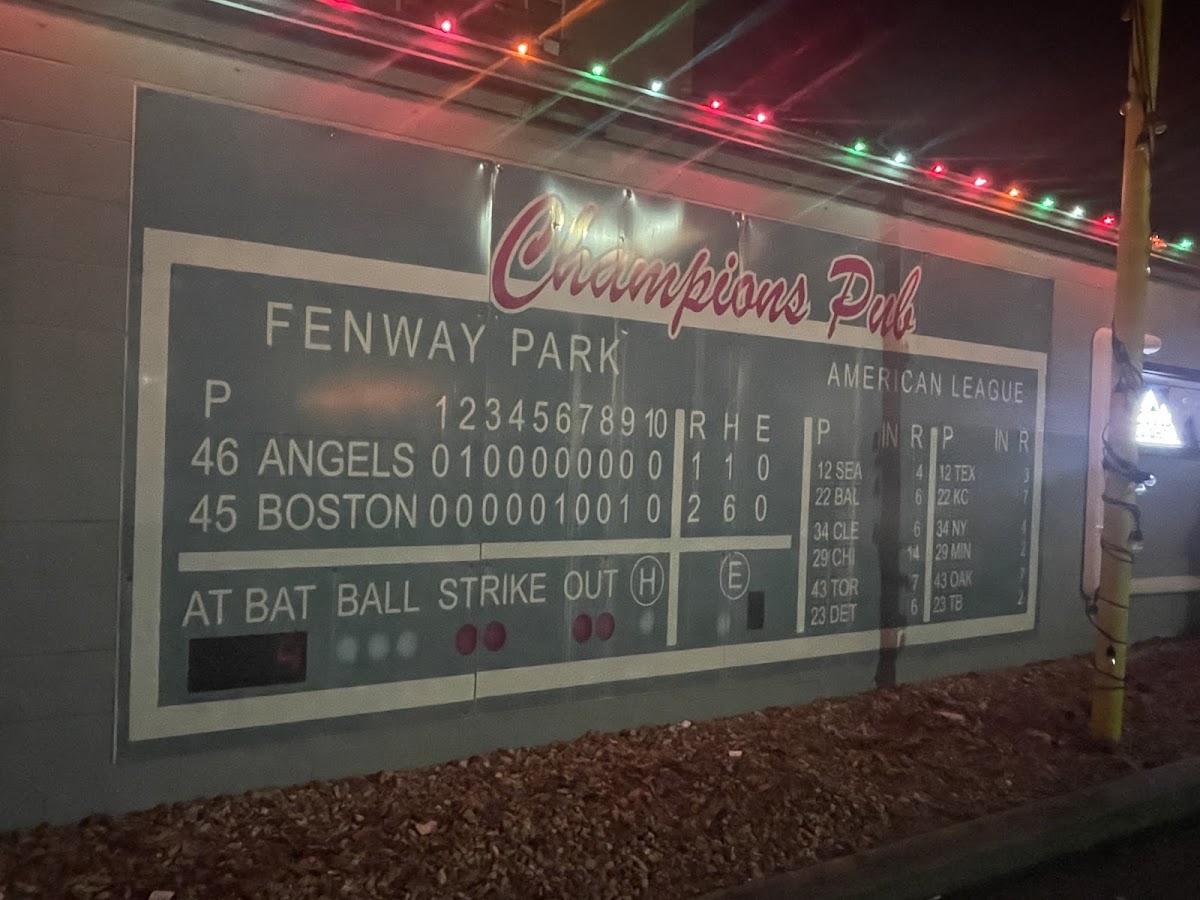 Champions Pub
FENWAY PARK
P 1 2 3 4 5 6 7 8 9 10 R H E
46 ANGELS 0 1 0 0 0 0 0 0 0 0 1 1 0
45 BOSTON 0 0 0 0 0 1 0 0 1 0 2 6 0
AT BAT BALL STRIKE OUT H E
4
AMERICAN LEAGUE
P IN R P IN R
12 SEA 4 12 TEX 3
22 BAL 6 22 KC 7
34 CLE 6 34 NY 4
29 CHI 14 29 MIN 2
43 TOR 7 43 OAK 7
23 DET 6 23 TB 2